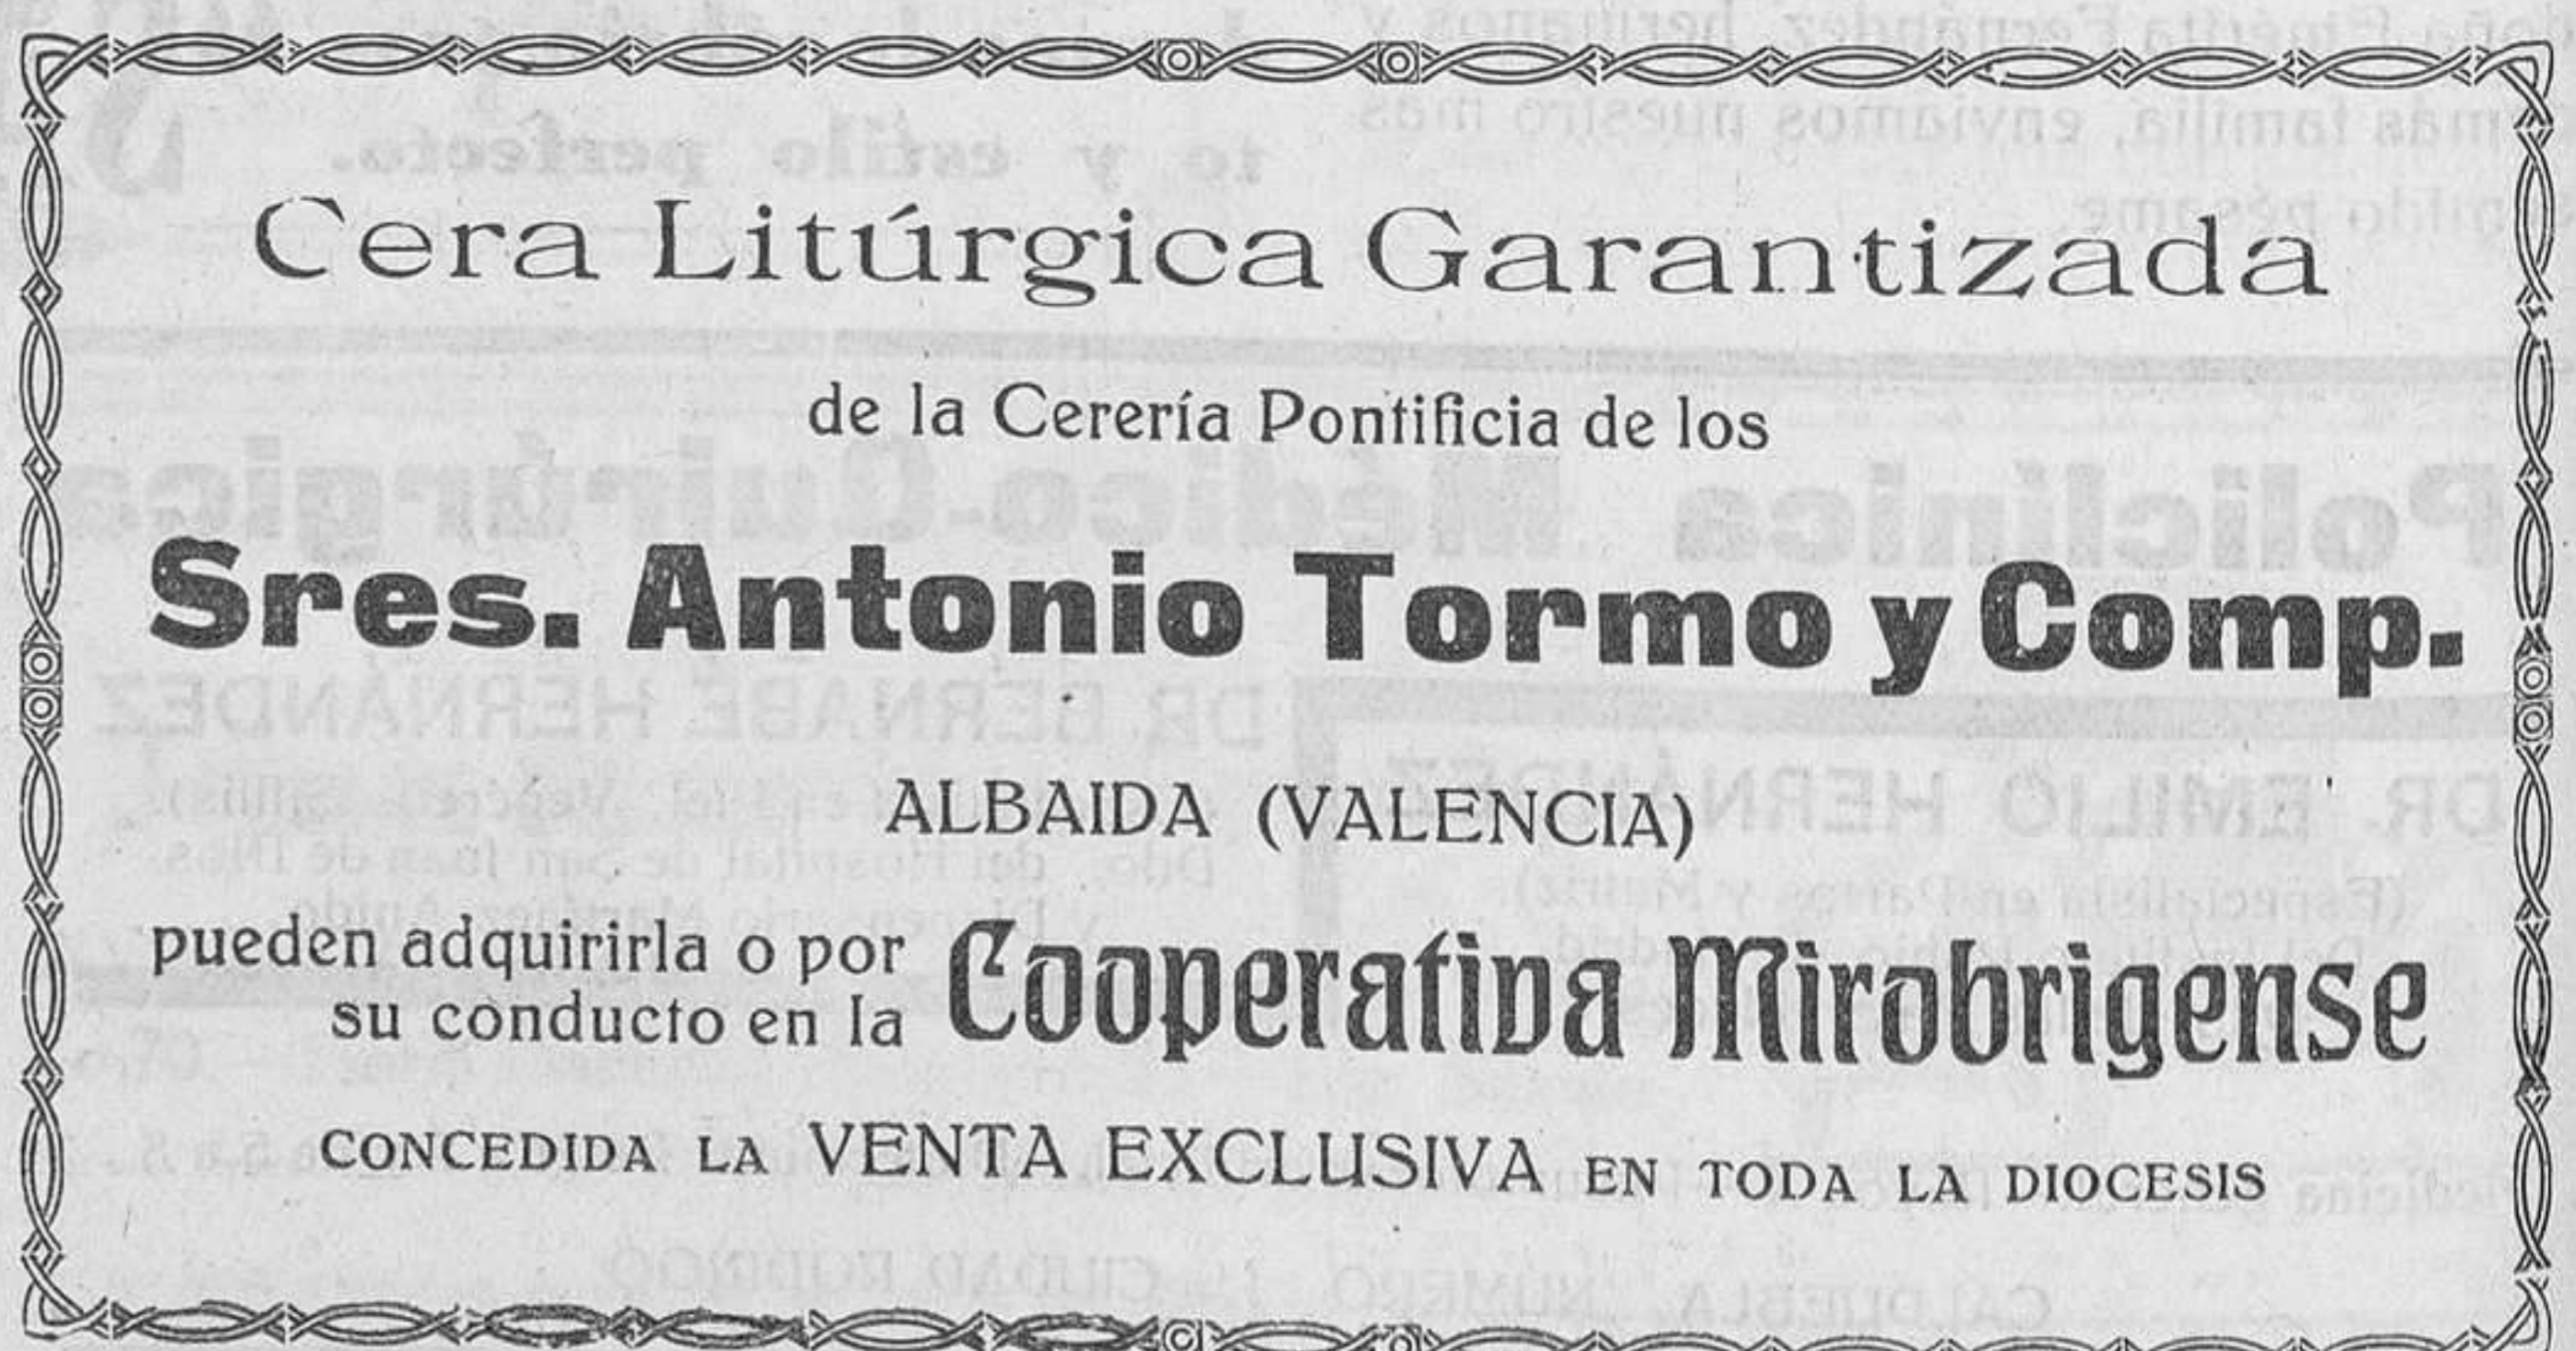 Cera Litúrgica Garantizada
de la Cerería Pontificia de los
Sres. Antonio Tormo y Comp.
ALBAIDA (VALENCIA)
pueden adquirirla o por
su conducto en la
Cooperativa Mirobrigense
CONCEDIDA LA VENTA EXCLUSIVA EN TODA LA DIOCESIS